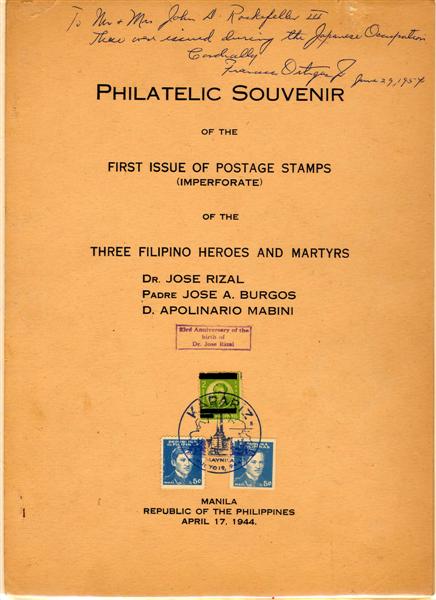 To Mr & Mrs John D. Rockefeller III
These were issued during the Japanese Occupation
Cordially
June 29, 1954
PHILATELIC SOUVENIR
OF THE
FIRST ISSUE OF POSTAGE STAMPS
(IMPERFORATE)
OF THE
THREE FILIPINO HEROES AND MARTYRS
DR. JOSE RIZAL
PADRE JOSE A. BURGOS
D. APOLINARIO MABINI
83rd Anniversary of the
birth of
Dr. Jose Rizal
MAYNILA
5c
5c
MANILA
REPUBLIC OF THE PHILIPPINES
APRIL 17, 1944.